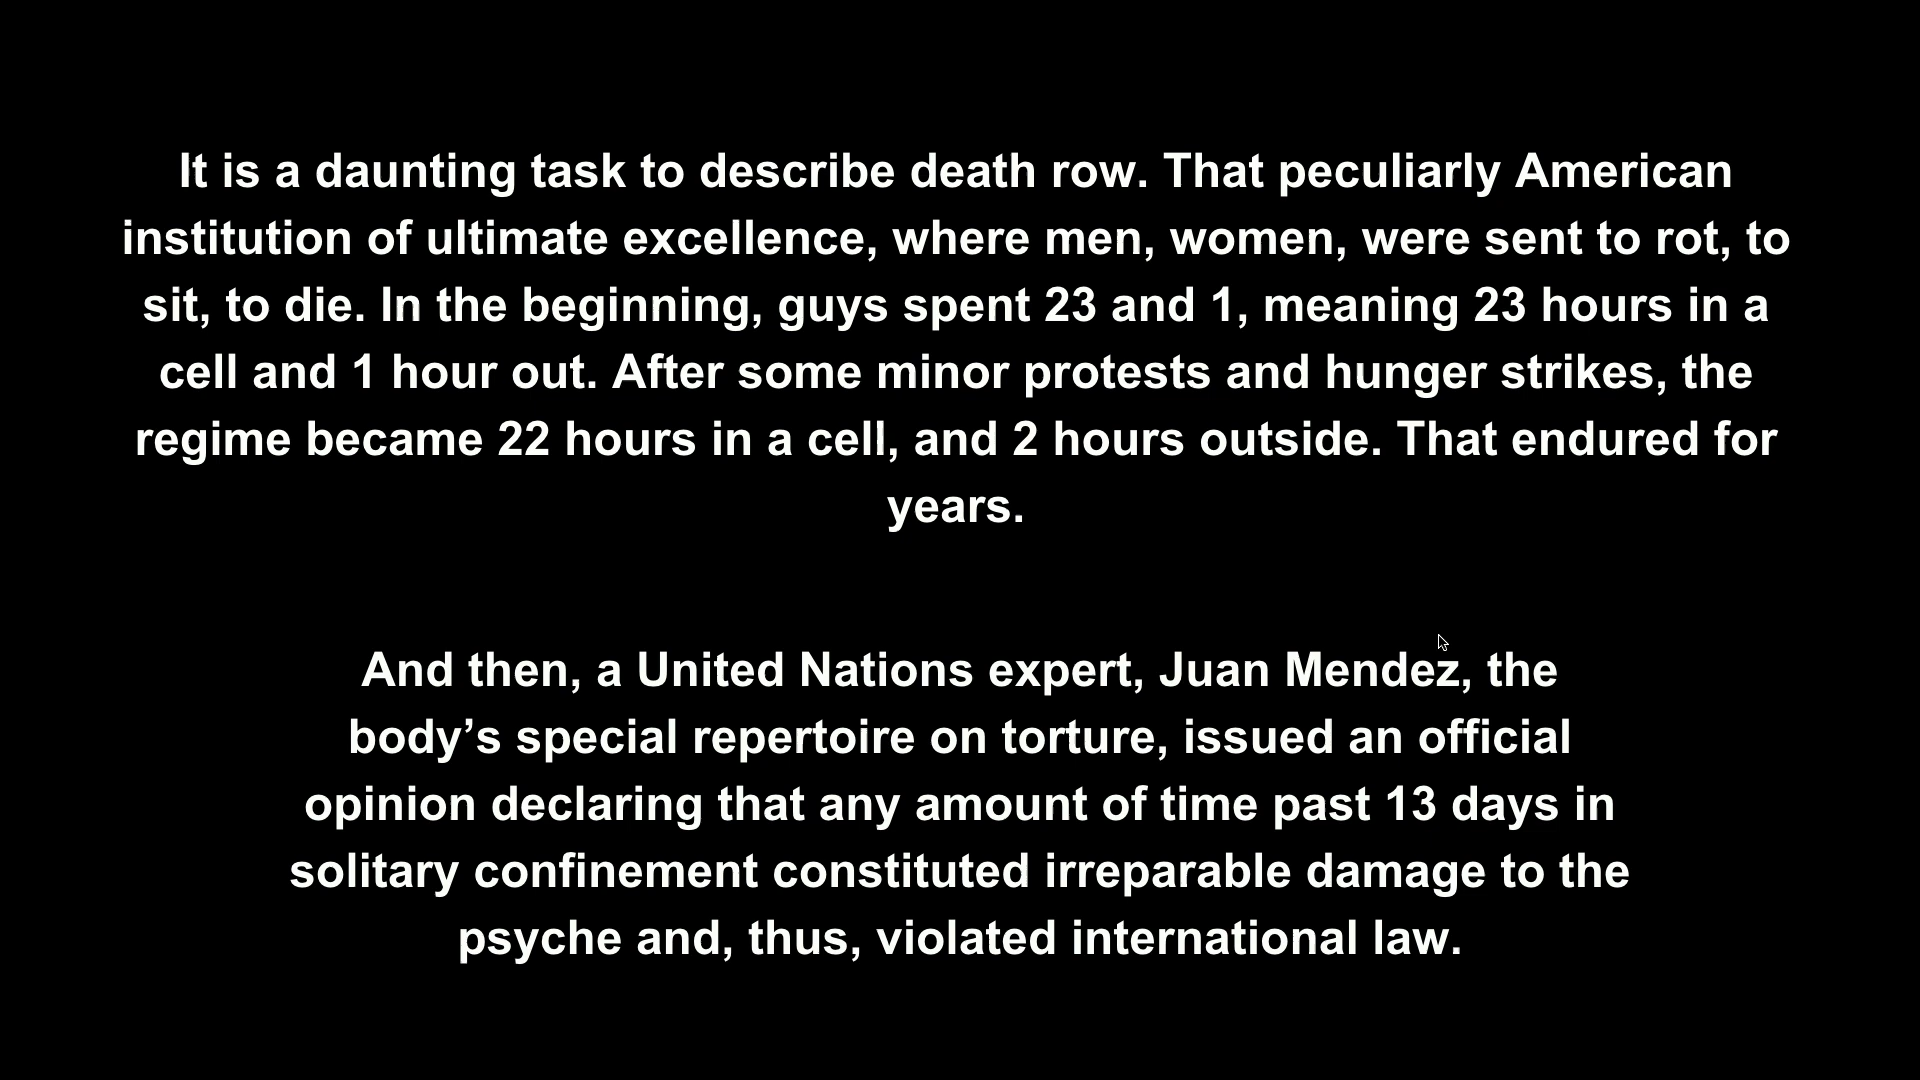 It is a daunting task to describe death row. That peculiarly American
institution of ultimate excellence, where men, women, were sent to rot, to
sit, to die. In the beginning, guys spent 23 and 1, meaning 23 hours in a
cell and 1 hour out. After some minor protests and hunger strikes, the
regime became 22 hours in a cell, and 2 hours outside. That endured for
years.
And then, a United Nations expert, Juan Mendez, the
body’s special repertoire on torture, issued an official
opinion declaring that any amount of time past 13 days in
solitary confinement constituted irreparable damage to the
psyche and, thus, violated international law.